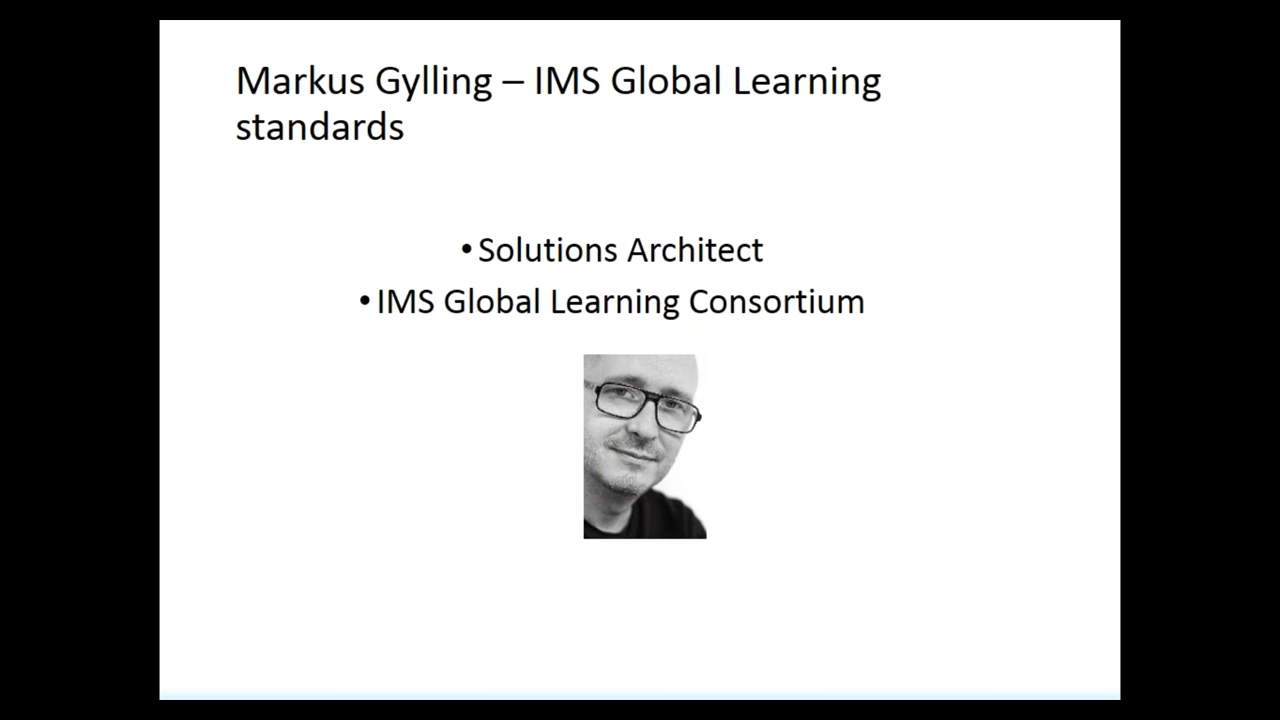 Markus Gylling – IMS Global Learning
standards
• Solutions Architect
• IMS Global Learning Consortium